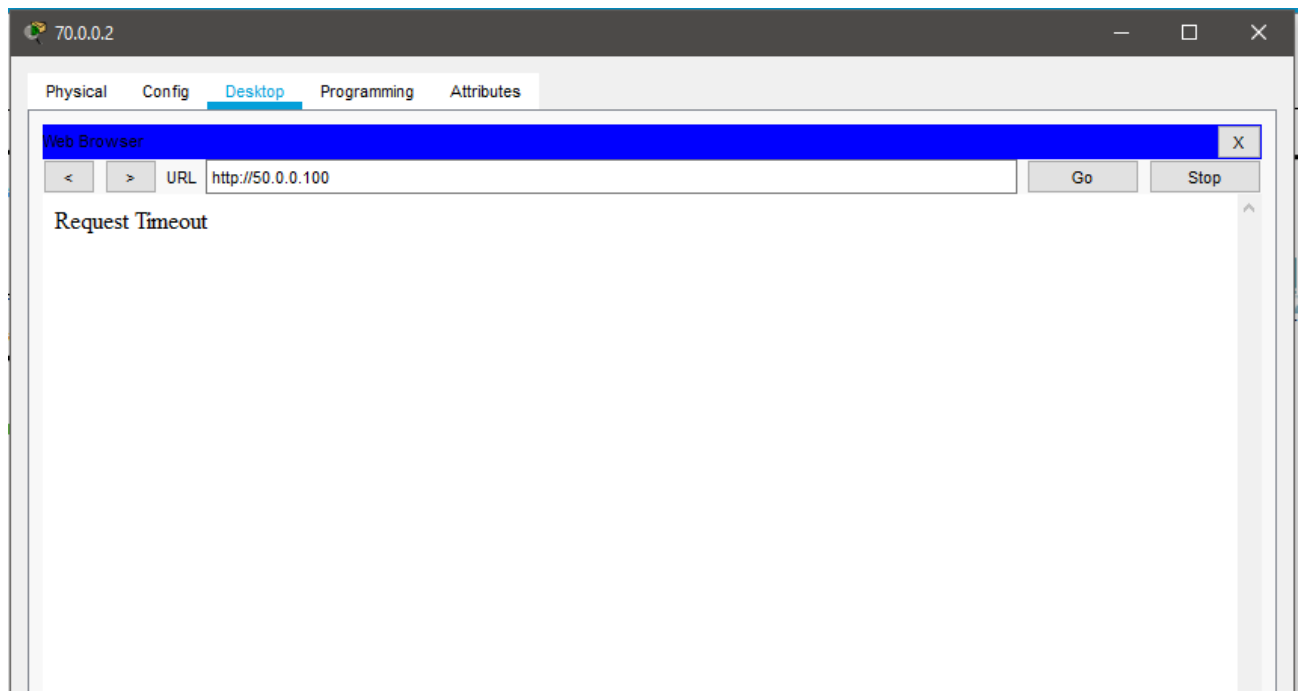 70.0.0.2
Physical Config Desktop Programming Attributes
Web Browser X
< > URL http://50.0.0.100 Go Stop
Request Timeout